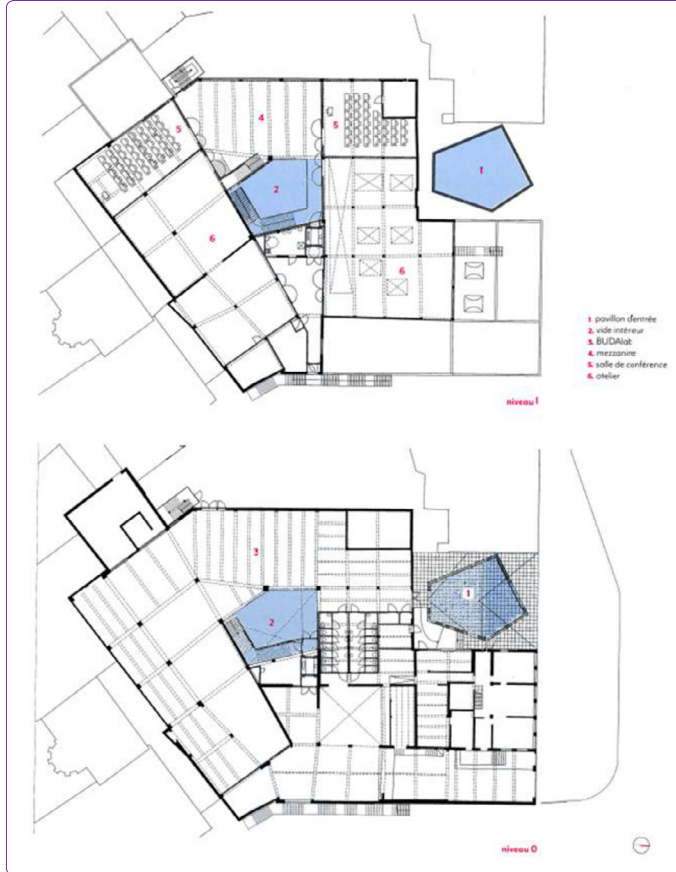 5
4
5
1
2
6
6
1. pavillon d'entrée
2. vide intérieur
3. BUDAlab
4. mezzanine
5. salle de conférence
6. atelier
niveau 1
3
1
2
niveau 0